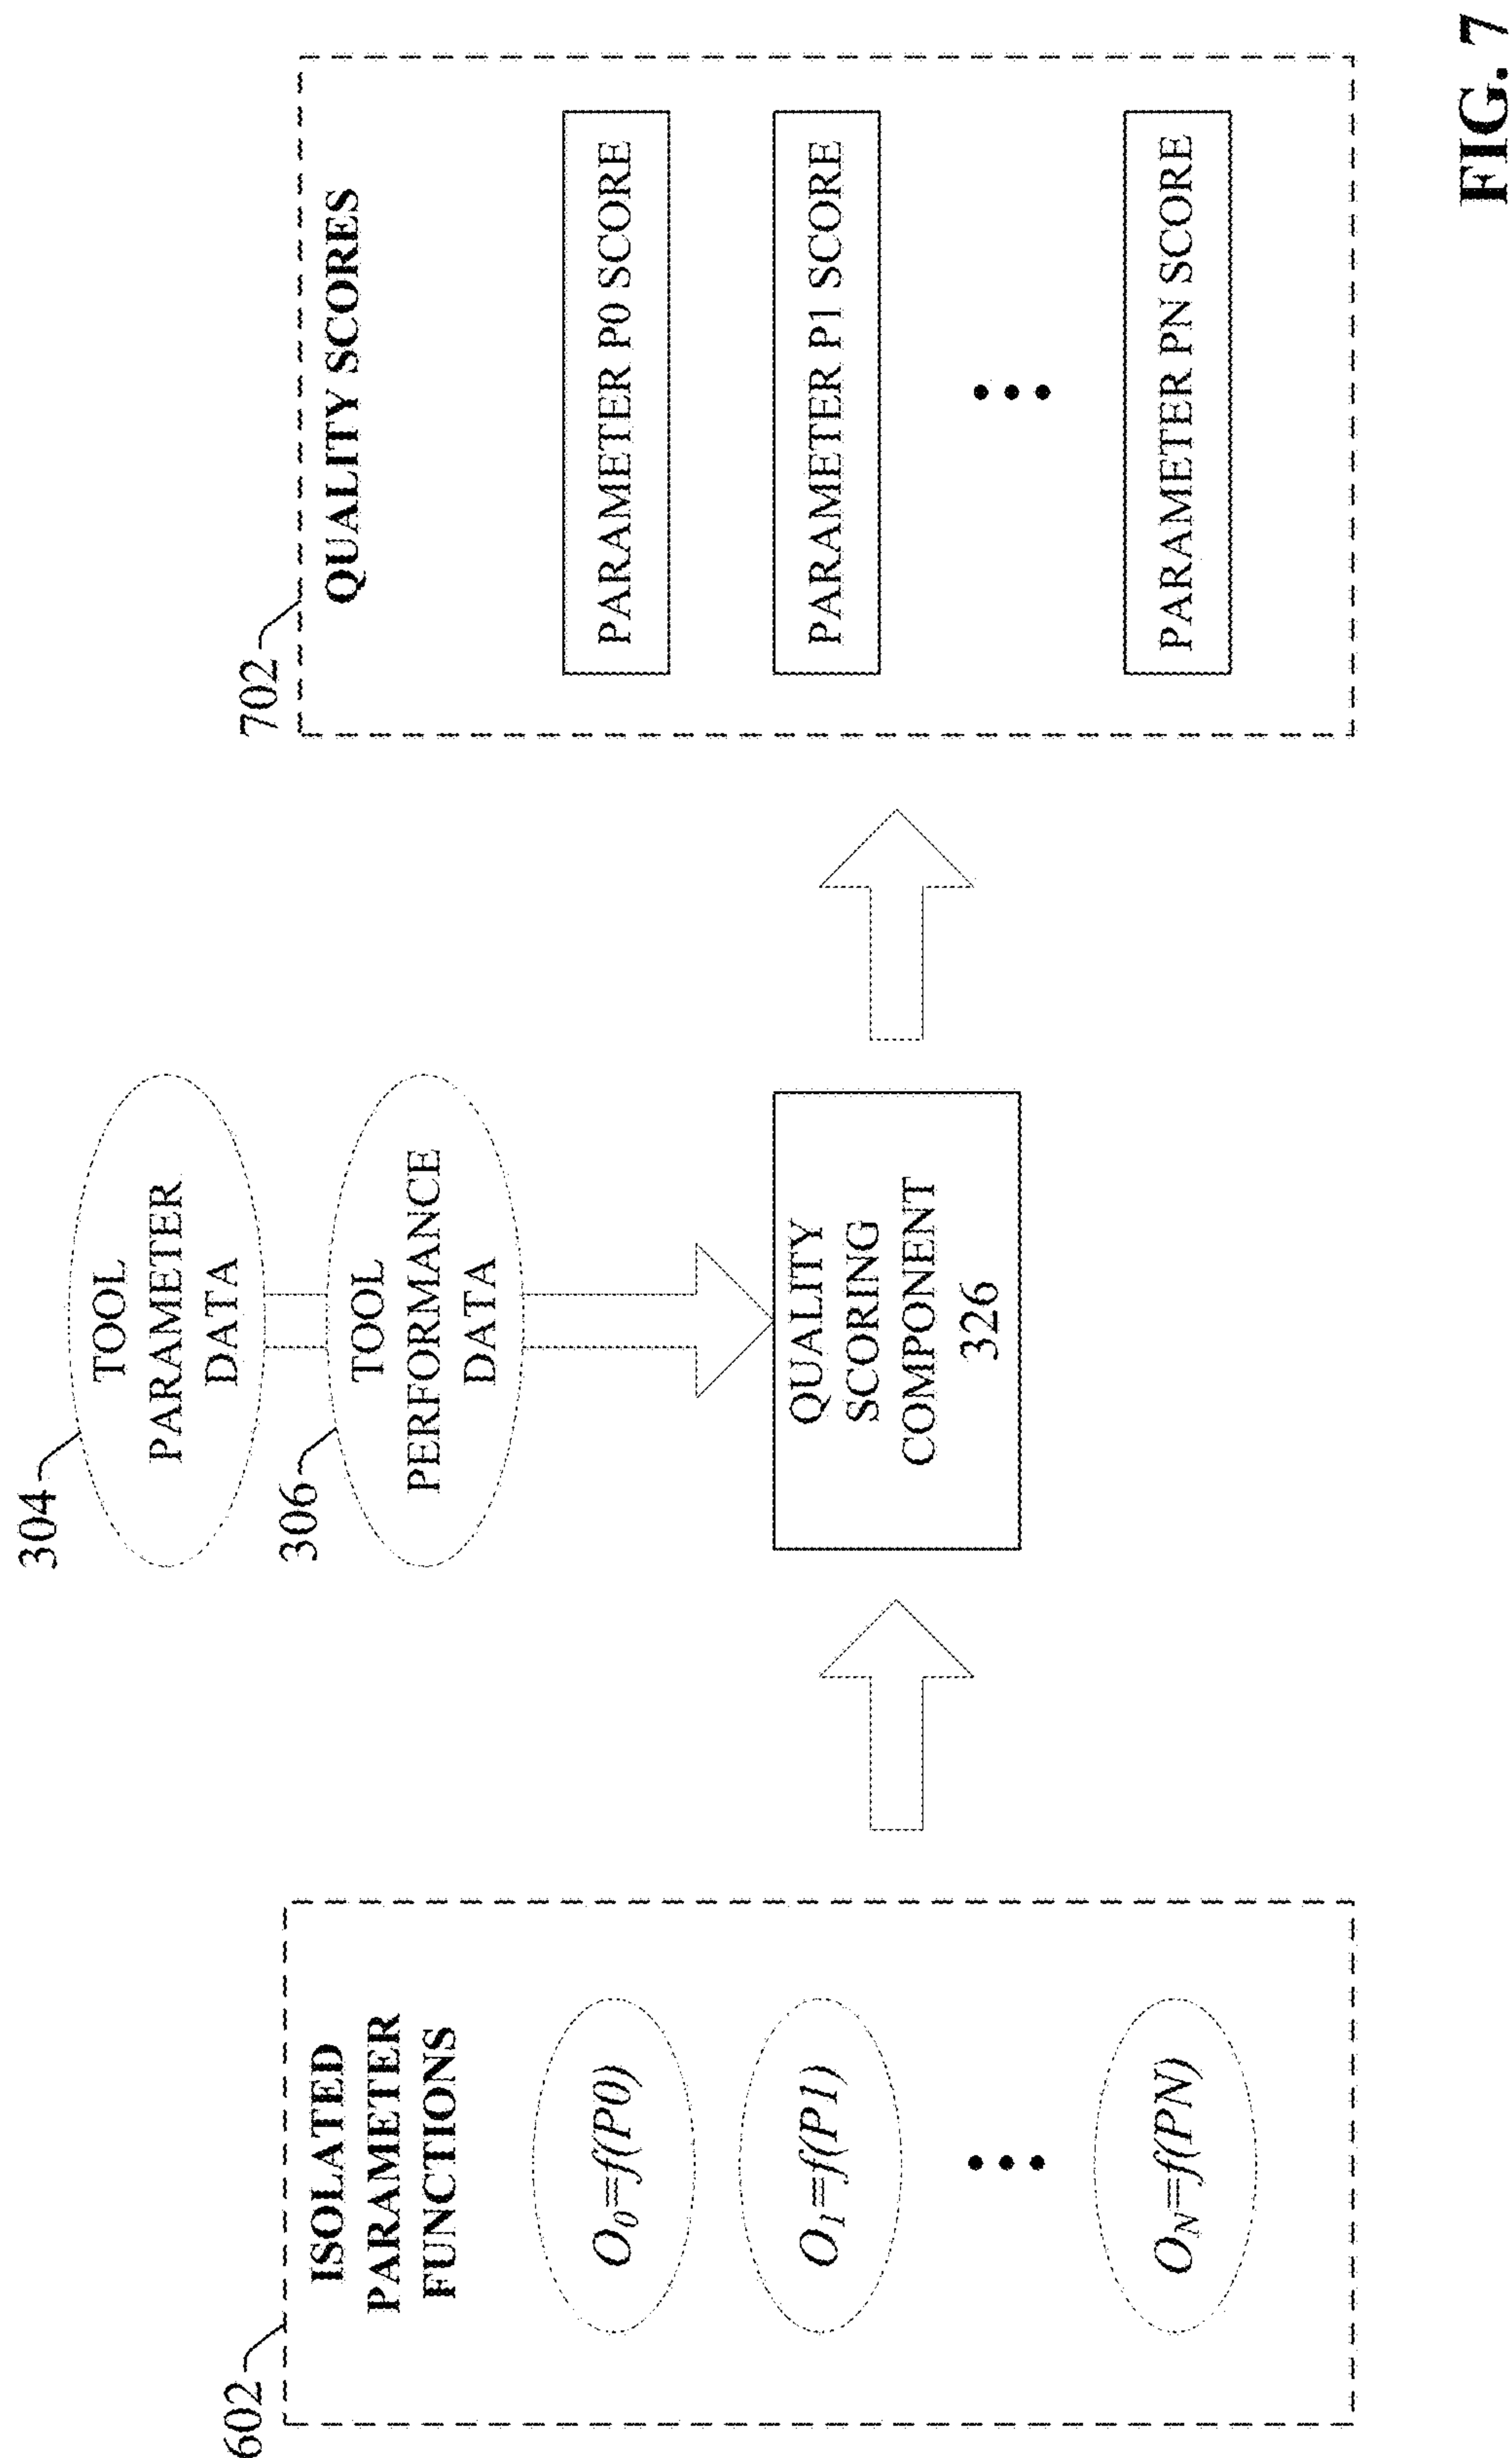 304
TOOL
PARAMETER
DATA
306
TOOL
PERFORMANCE
DATA
602
ISOLATED
PARAMETER
FUNCTIONS
O₀=f(P0)
O₁=f(P1)
O_N=f(PN)
QUALITY
SCORING
COMPONENT
326
702
QUALITY SCORES
PARAMETER P0 SCORE
PARAMETER P1 SCORE
PARAMETER PN SCORE
FIG. 7